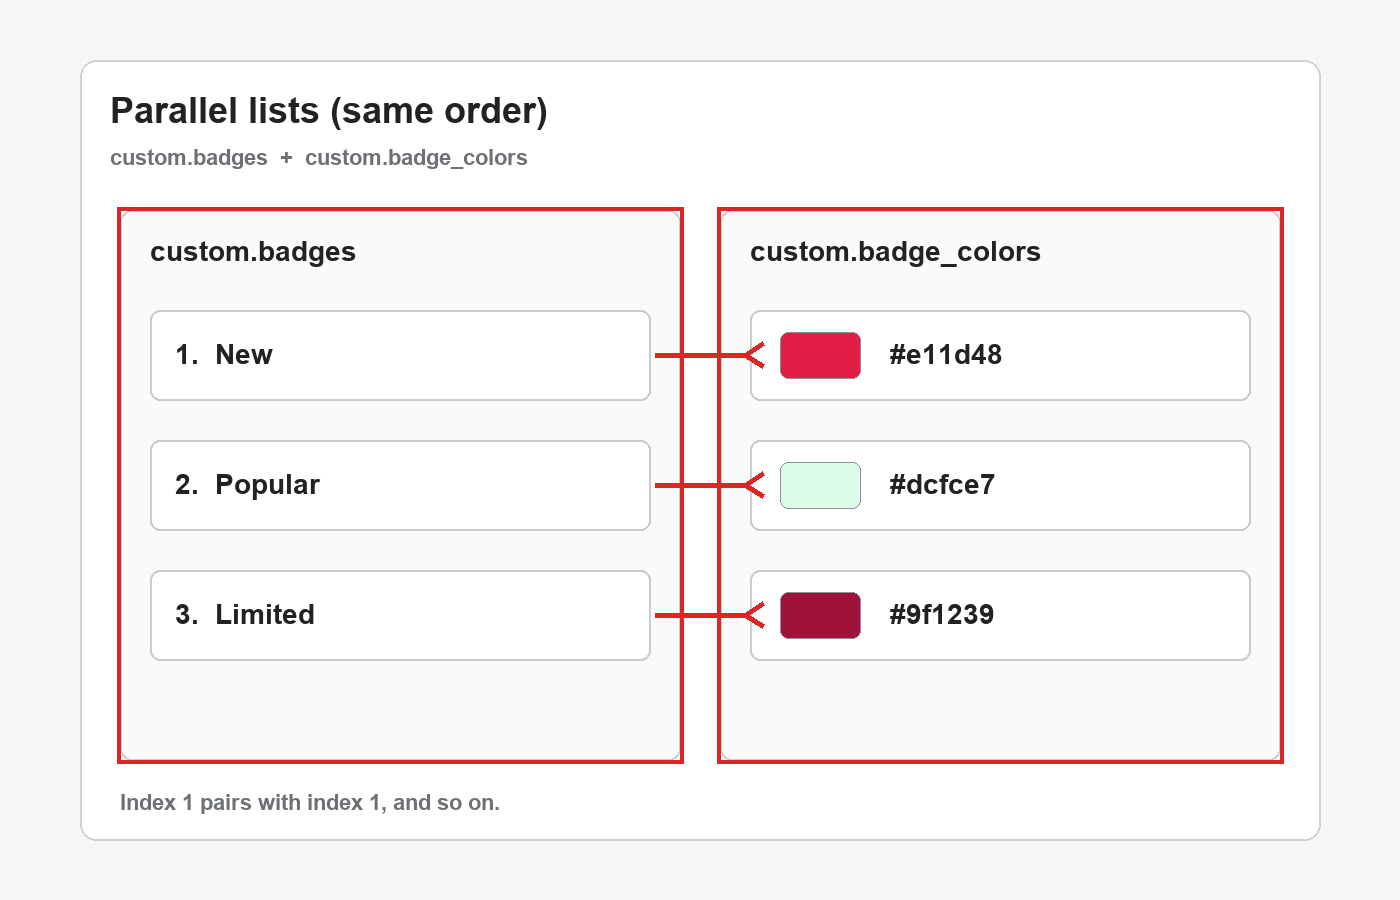 Parallel lists (same order)
custom.badges + custom.badge_colors
custom.badges
1. New
2. Popular
3. Limited
custom.badge_colors
#e11d48
#dcfce7
#9f1239
Index 1 pairs with index 1, and so on.